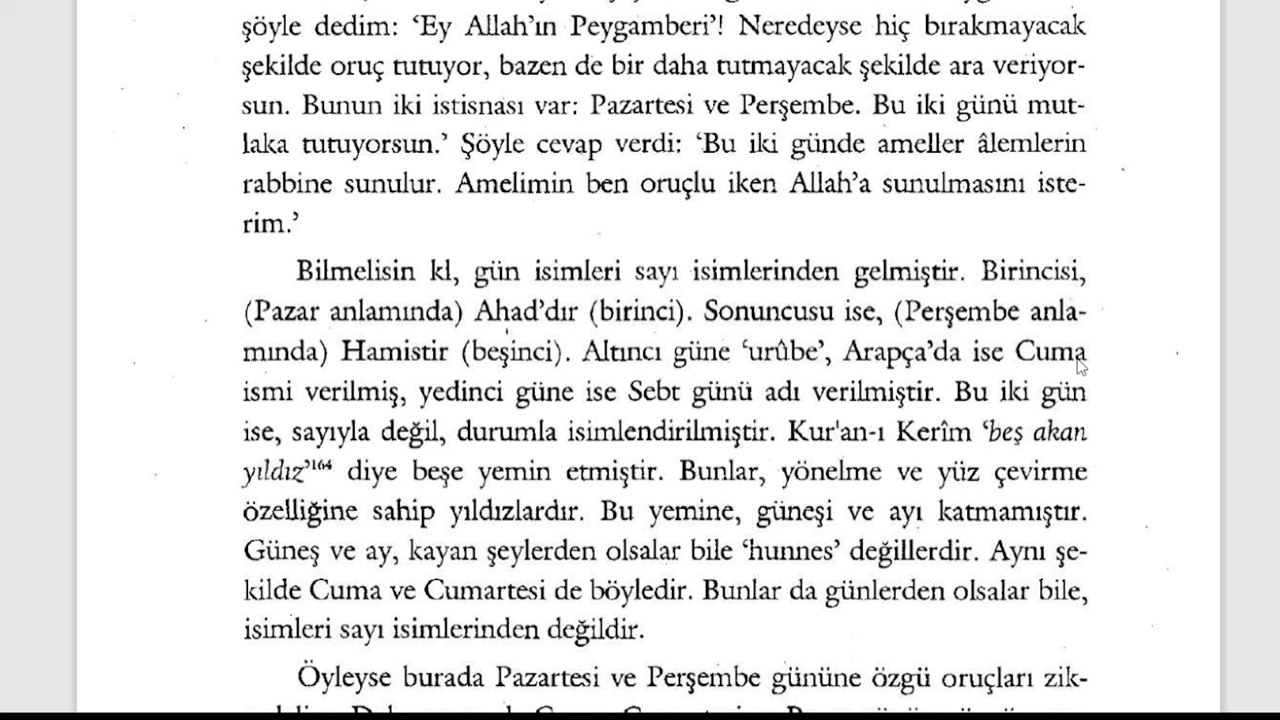 şöyle dedim: ‘Ey Allah’ın Peygamberi’! Neredeyse hiç bırakmayacak
şekilde oruç tutuyor, bazen de bir daha tutmayacak şekilde ara veriyor-
sun. Bunun iki istisnası var: Pazartesi ve Perşembe. Bu iki günü mut-
laka tutuyorsun.’ Şöyle cevap verdi: ‘Bu iki günde ameller âlemlerin
rabbine sunulur. Amelimin ben oruçlu iken Allah’a sunulmasını iste-
rim.’
Bilmelisin kl, gün isimleri sayı isimlerinden gelmiştir. Birincisi,
(Pazar anlamında) Ahad’dır (birinci). Sonuncusu ise, (Perşembe anla-
mında) Hamistir (beşinci). Altıncı güne ‘urûbe’, Arapça’da ise Cuma
ismi verilmiş, yedinci güne ise Sebt günü adı verilmiştir. Bu iki gün
ise, sayıyla değil, durumla isimlendirilmiştir. Kur'an-ı Kerîm ‘beş akan
yıldız’¹⁶⁴ diye beşe yemin etmiştir. Bunlar, yönelme ve yüz çevirme
özelliğine sahip yıldızlardır. Bu yemine, güneşi ve ayı katmamıştır.
Güneş ve ay, kayan şeylerden olsalar bile ‘hunnes’ değillerdir. Aynı şe-
kilde Cuma ve Cumartesi de böyledir. Bunlar da günlerden olsalar bile,
isimleri sayı isimlerinden değildir.
Öyleyse burada Pazartesi ve Perşembe gününe özgü oruçları zik-